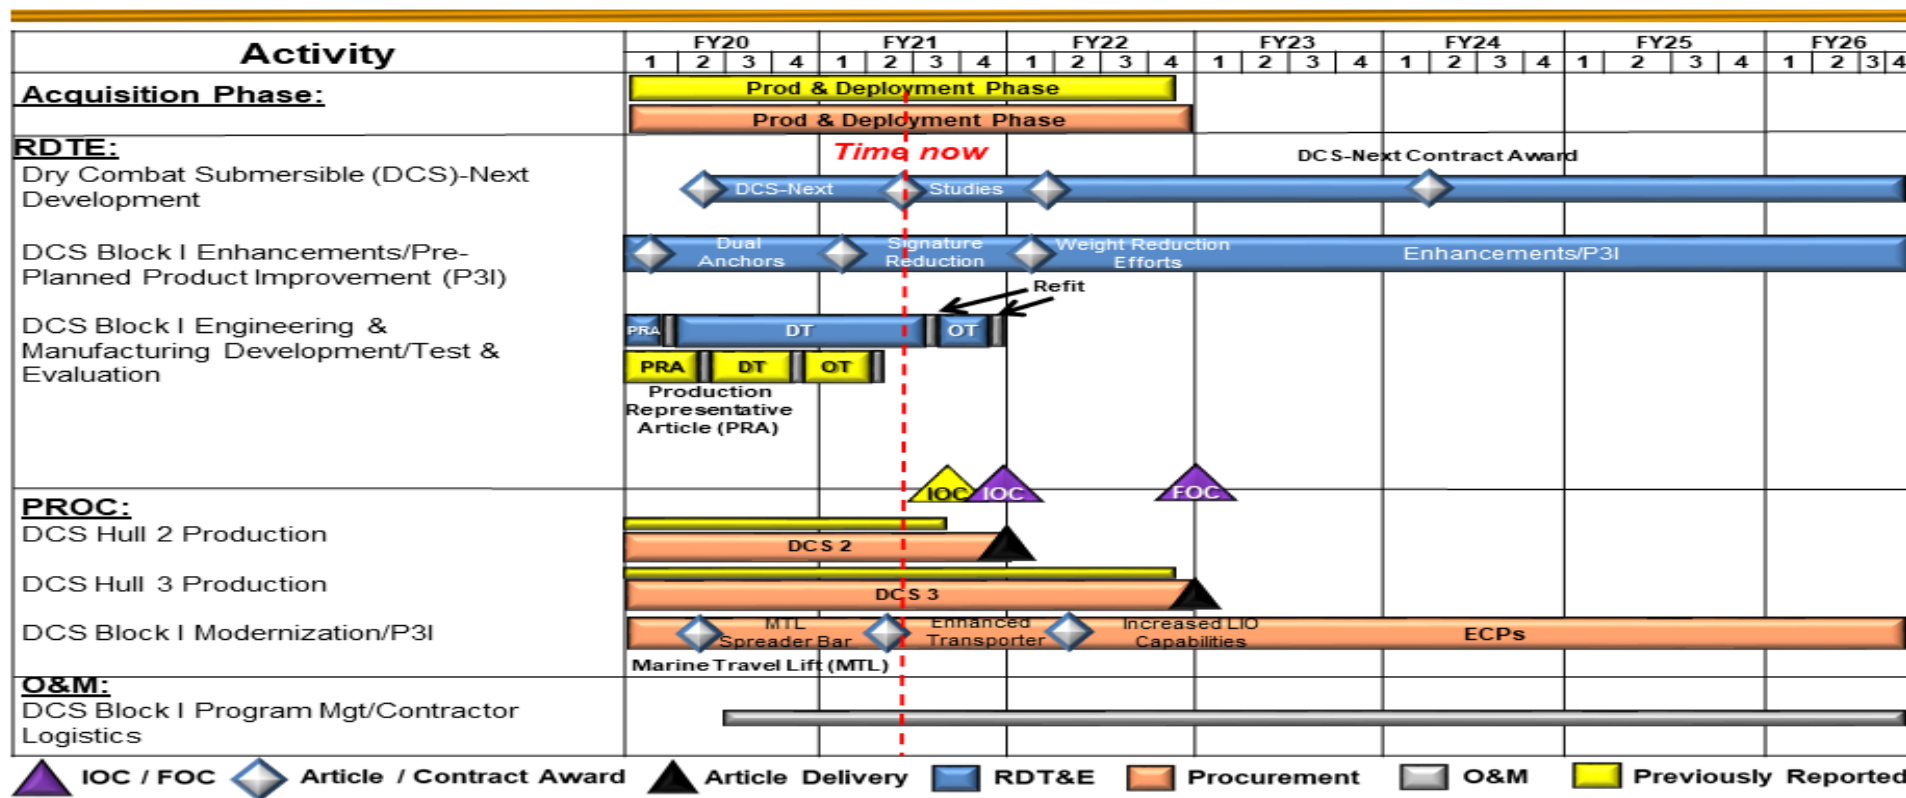 Activity
FY20 FY21 FY22 FY23 FY24 FY25 FY26
1 2 3 4 1 2 3 4 1 2 3 4 1 2 3 4 1 2 3 4 1 2 3 4 1 2 3 4
Acquisition Phase:
Prod & Deployment Phase
Prod & Deployment Phase
RDTE:
Time now
DCS-Next Contract Award
Dry Combat Submersible (DCS)-Next
Development
DCS-Next Studies
DCS Block I Enhancements/Pre-
Planned Product Improvement (P3I)
Dual
Anchors
Signature
Reduction
Weight Reduction
Efforts
Enhancements/P3I
Refit
DCS Block I Engineering &
Manufacturing Development/Test &
Evaluation
PRA DT OT
PRA DT OT
Production
Representative
Article (PRA)
IOC IOC FOC
PROC:
DCS Hull 2 Production
DCS 2
DCS Hull 3 Production
DCS 3
DCS Block I Modernization/P3I
MTL
Spreader Bar
Enhanced
Transporter
Increased LIO
Capabilities
ECPs
Marine Travel Lift (MTL)
O&M:
DCS Block I Program Mgt/Contractor
Logistics
IOC / FOC Article / Contract Award Article Delivery RDT&E Procurement O&M Previously Reported